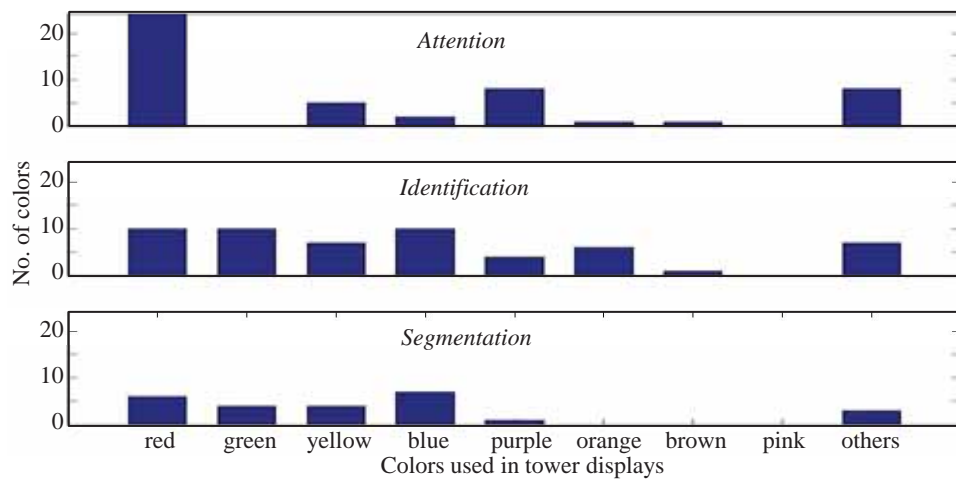 No. of colors
20
10
0
Attention
20
10
0
Identification
20
10
0
Segmentation
red green yellow blue purple orange brown pink others
Colors used in tower displays